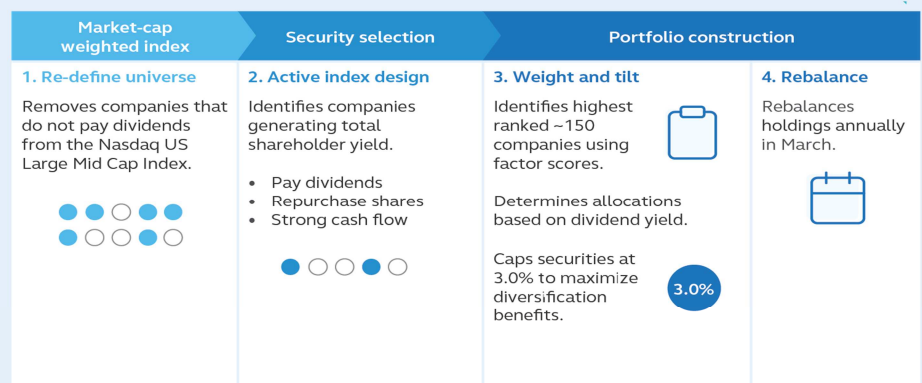 Market-cap
weighted index
Security selection
Portfolio construction
1. Re-define universe
Removes companies that
do not pay dividends
from the Nasdaq US
Large Mid Cap Index.
2. Active index design
Identifies companies
generating total
shareholder yield.
• Pay dividends
• Repurchase shares
• Strong cash flow
3. Weight and tilt
Identifies highest
ranked ~150
companies using
factor scores.
Determines allocations
based on dividend yield.
Caps securities at
3.0% to maximize
diversification
benefits.
3.0%
4. Rebalance
Rebalances
holdings annually
in March.